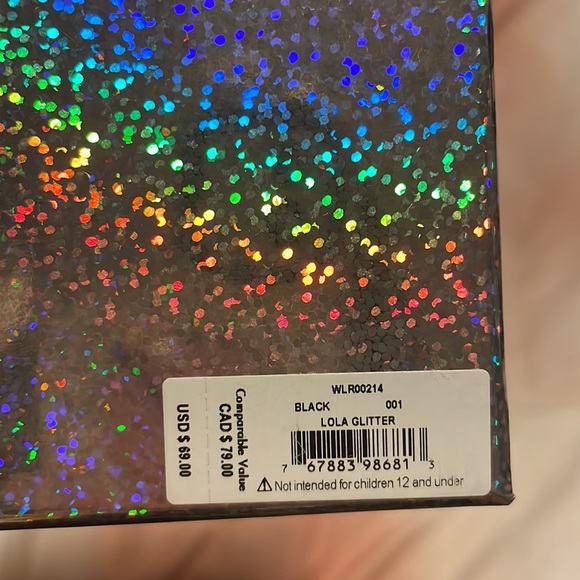 WLR00214
BLACK 001
LOLA GLITTER
7 67883 98681 3
⚠ Not intended for children 12 and under
Comparable Value
CAD $ 79.00
USD $ 69.00